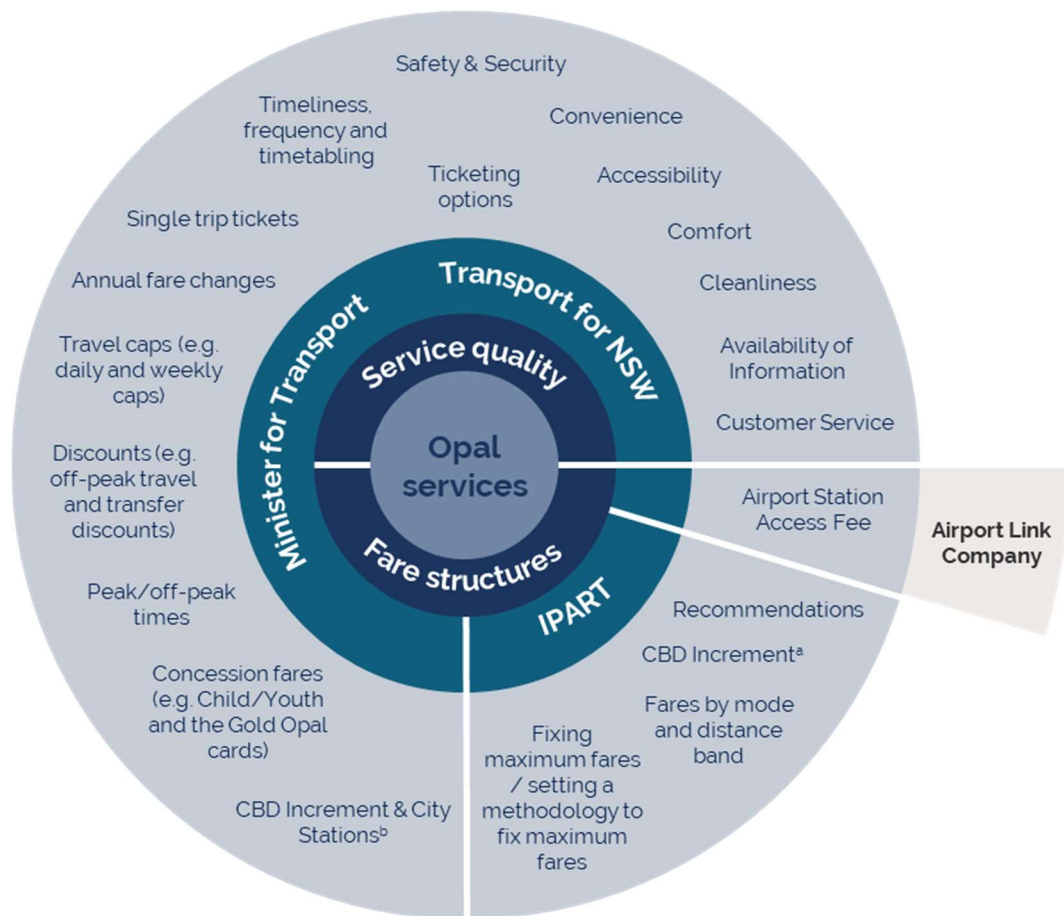 Safety & Security
Timeliness,
frequency and
timetabling
Convenience
Ticketing
options
Accessibility
Single trip tickets
Comfort
Annual fare changes
Cleanliness
Travel caps (e.g.
daily and weekly
caps)
Availability of
Information
Customer Service
Discounts (e.g.
off-peak travel
and transfer
discounts)
Peak/off-peak
times
Concession fares
(e.g. Child/Youth
and the Gold Opal
cards)
CBD Increment & City
Stationsᵇ
Minister for Transport
Transport for NSW
Service quality
Opal
services
Fare structures
IPART
Airport Station
Access Fee
Airport Link
Company
Recommendations
CBD Incrementᵃ
Fares by mode
and distance
band
Fixing
maximum fares
/ setting a
methodology to
fix maximum
fares